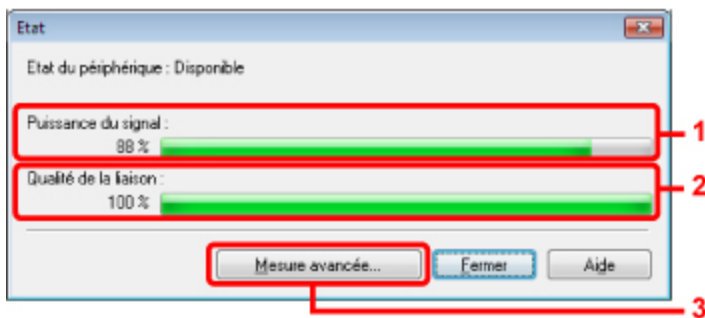 Etat
Etat du périphérique : Disponible
Puissance du signal :
88 %
1
Qualité de la liaison :
100 %
2
Mesure avancée... Fermer Aide
3